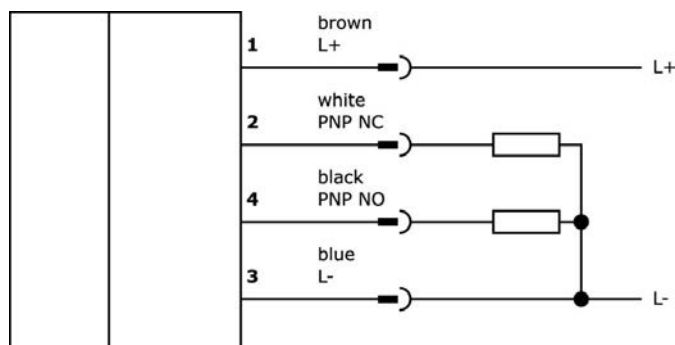 brown
1 L+
L+
white
2 PNP NC
black
4 PNP NO
blue
3 L-
L-